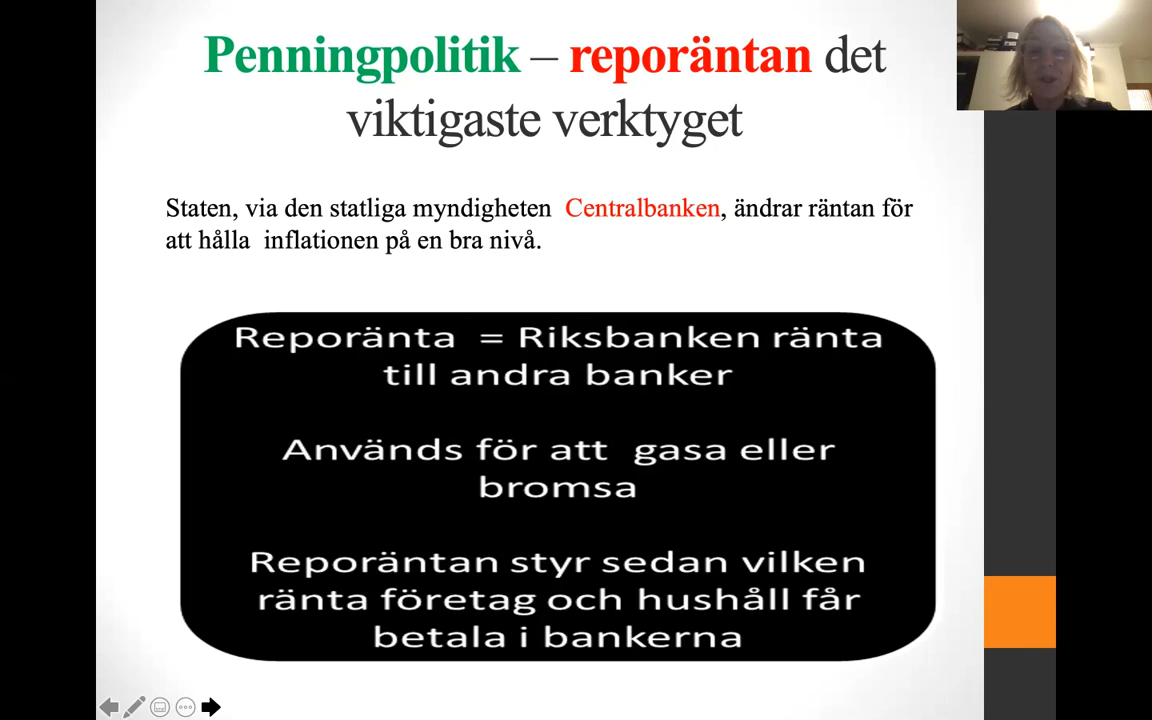 Penningpolitik – reporäntan det
viktigaste verktyget
Staten, via den statliga myndigheten Centralbanken, ändrar räntan för
att hålla inflationen på en bra nivå.
Reporänta = Riksbanken ränta
till andra banker
Används för att gasa eller
bromsa
Reporäntan styr sedan vilken
ränta företag och hushåll får
betala i bankerna